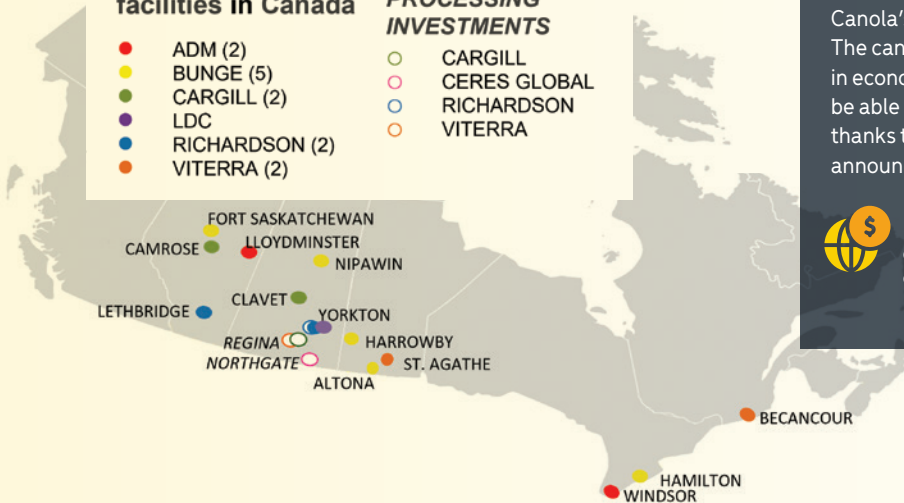 facilities in Canada
ADM (2)
BUNGE (5)
CARGILL (2)
LDC
RICHARDSON (2)
VITERRA (2)
PROCESSING
INVESTMENTS
CARGILL
CERES GLOBAL
RICHARDSON
VITERRA
Canola’
The can
in econo
be able
thanks t
announ
$
FORT SASKATCHEWAN
CAMROSE
LLOYDMINSTER
NIPAWIN
CLAVET
LETHBRIDGE
YORKTON
REGINA
HARROWBY
NORTHGATE
ST. AGATHE
ALTONA
BECANCOUR
HAMILTON
WINDSOR